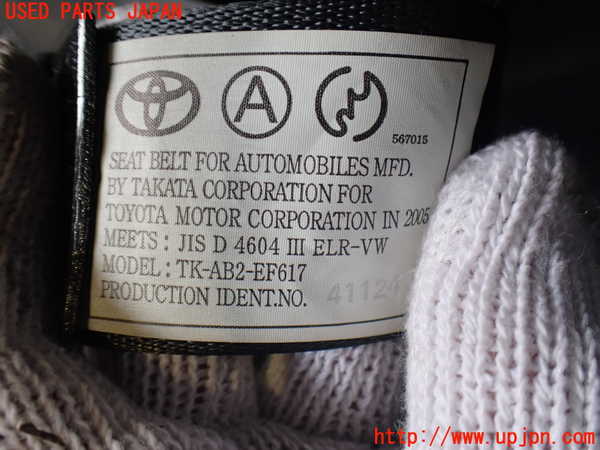 USED PARTS JAPAN
A
567015
SEAT BELT FOR AUTOMOBILES MFD.
BY TAKATA CORPORATION FOR
TOYOTA MOTOR CORPORATION IN 2005
MEETS : JIS D 4604 III ELR-VW
MODEL : TK-AB2-EF617
PRODUCTION IDENT.NO. 41124
http://www.upjpn.com/